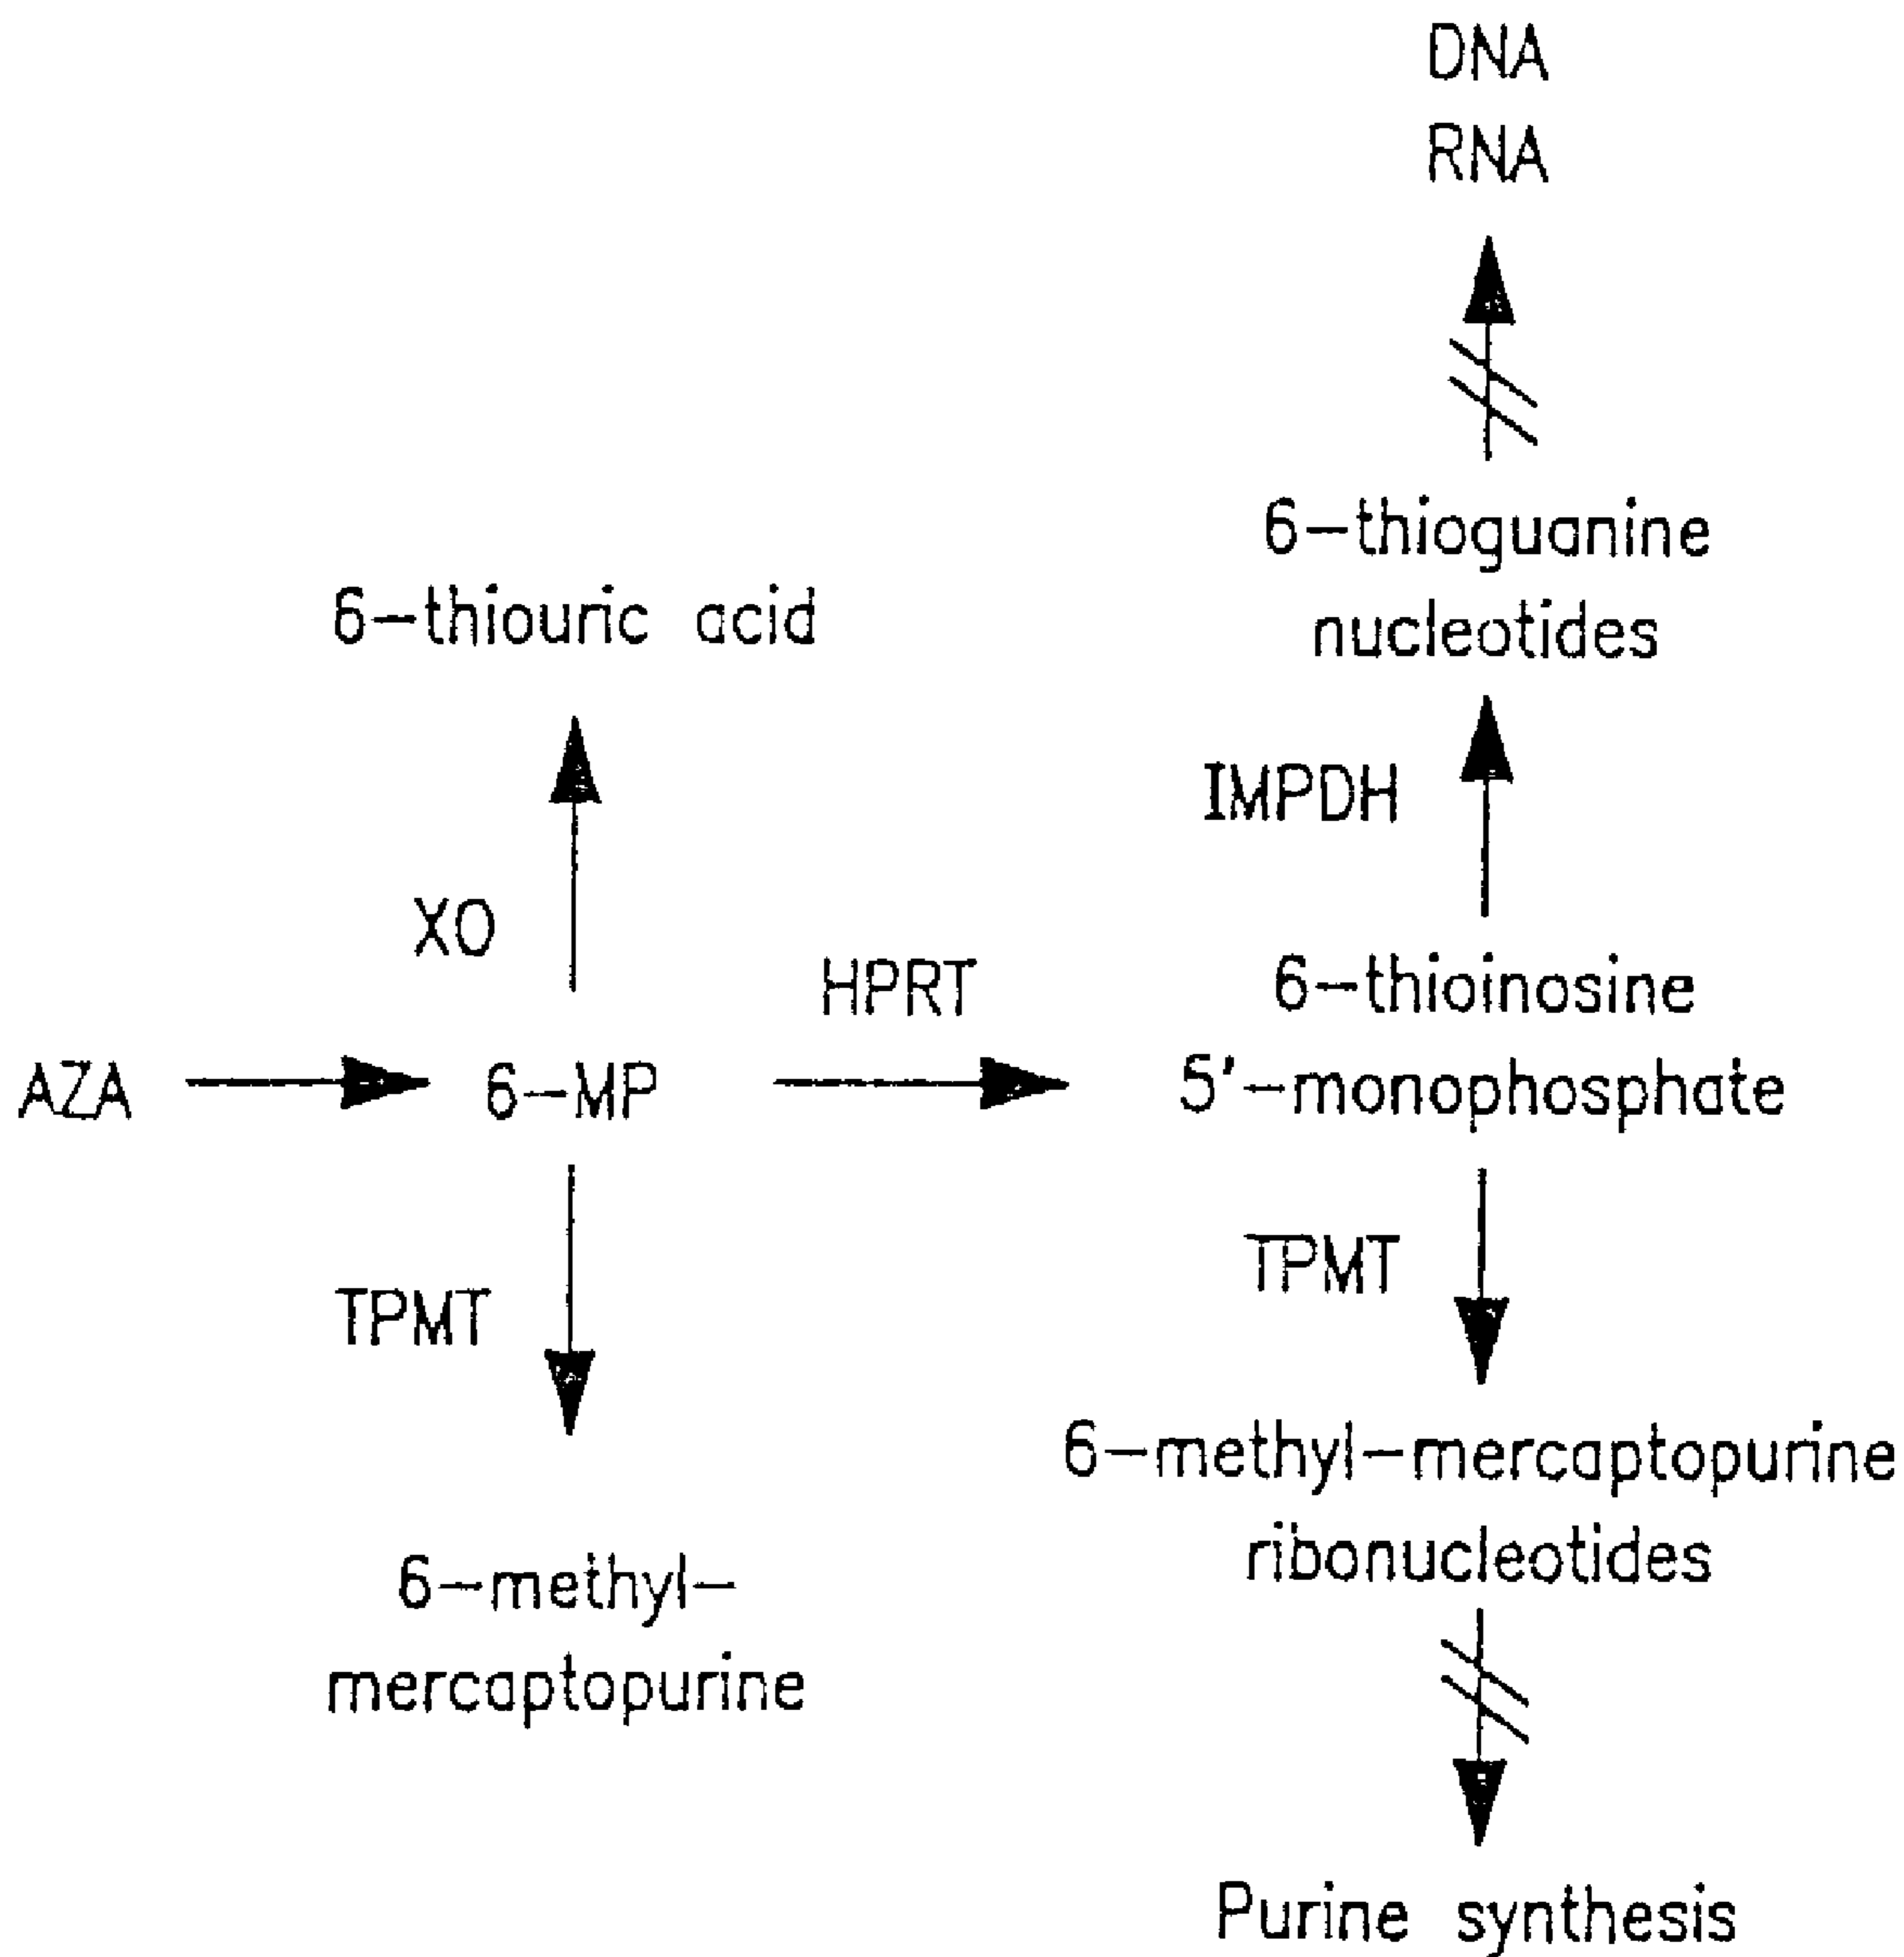 DNA
RNA
6-thioguanine
nucleotides
6-thiouric acid
IMPDH
XO
HPRT
6-thioinosine
5'-monophosphate
AZA
6-MP
TPMT
TPMT
6-methyl-mercaptopurine
ribonucleotides
6-methyl-
mercaptopurine
Purine synthesis